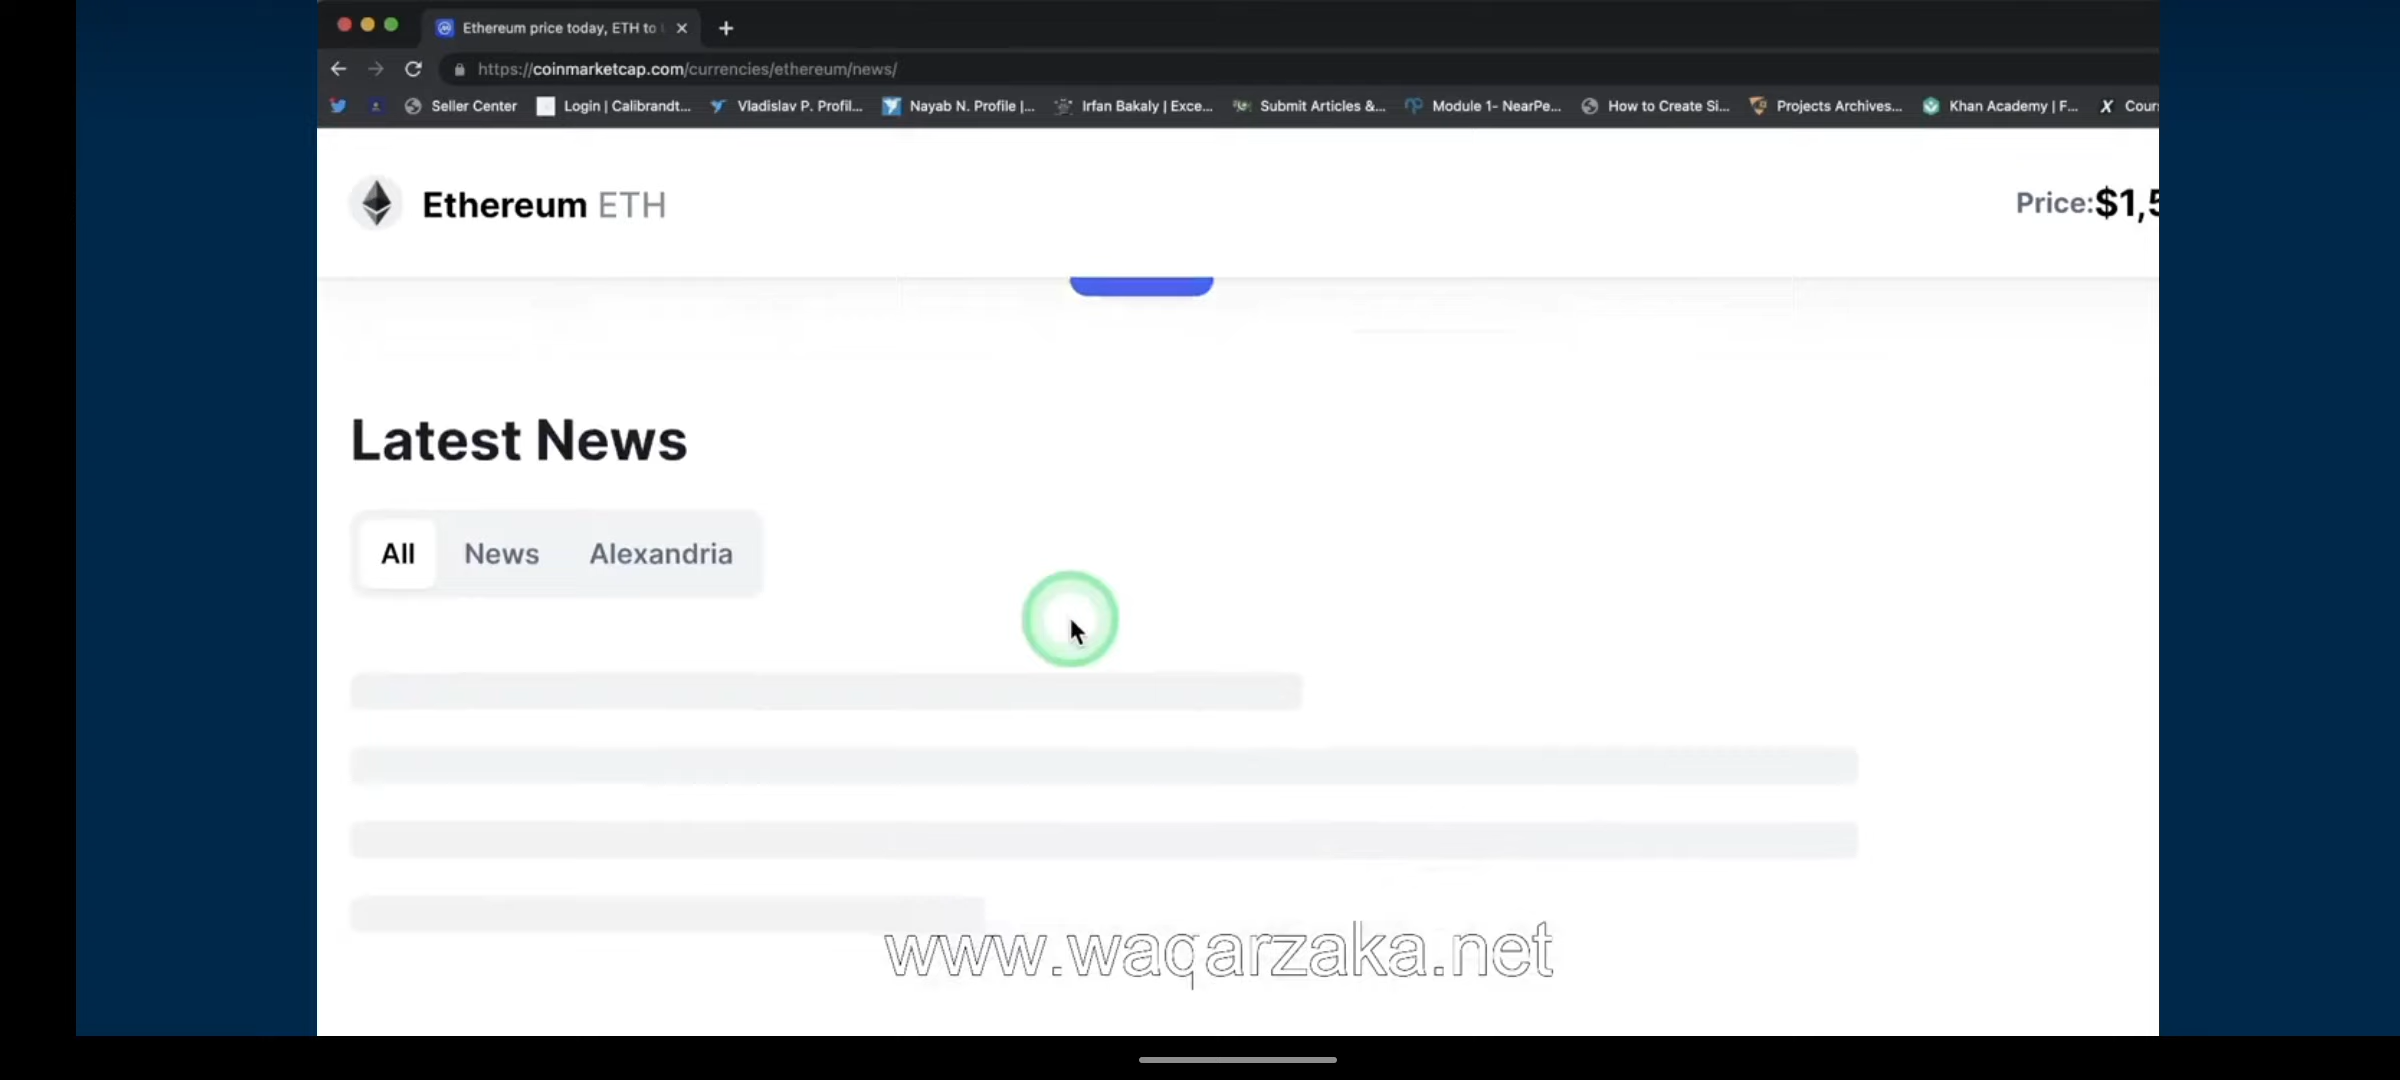 Ethereum price today, ETH to
https://coinmarketcap.com/currencies/ethereum/news/
Seller Center Login | Calibrandt... Vladislav P. Profil... Nayab N. Profile |... Irfan Bakaly | Exce... Submit Articles &... Module 1- NearPe... How to Create Si... Projects Archives... Khan Academy | F... Cour
Ethereum ETH Price:$1,5
Latest News
All News Alexandria
www.waqarzaka.net